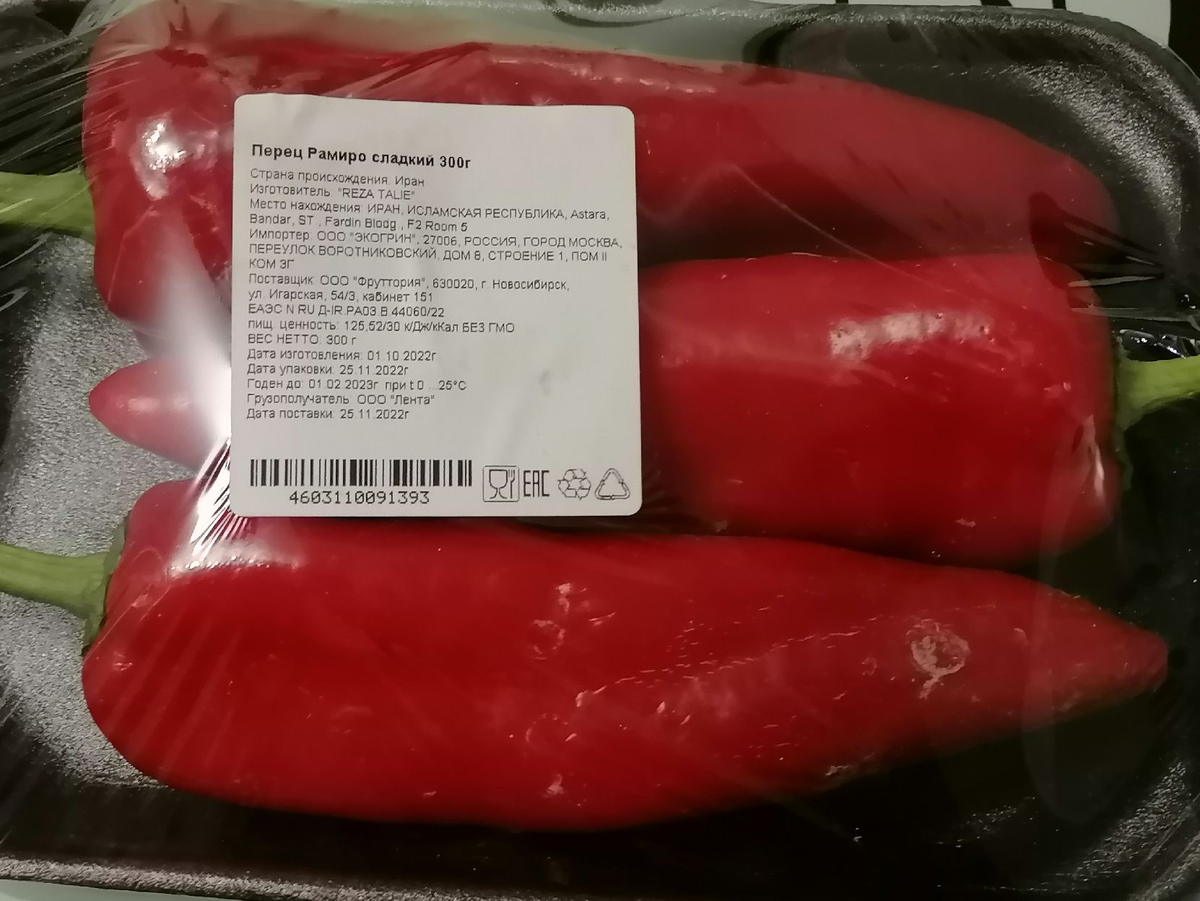 Перец Рамиро сладкий 300г
Страна происхождения: Иран
Изготовитель: "REZA TALIE"
Место нахождения: ИРАН, ИСЛАМСКАЯ РЕСПУБЛИКА, Astara,
Bandar, ST , Fardin Blodg , F2 Room 5
Импортер: ООО "ЭКОГРИН", 27006, РОССИЯ, ГОРОД МОСКВА,
ПЕРЕУЛОК ВОРОТНИКОВСКИЙ, ДОМ 8, СТРОЕНИЕ 1, ПОМ II
КОМ 3Г
Поставщик: ООО "Фруттория", 630020, г. Новосибирск,
ул. Игарская, 54/3, кабинет 151
ЕАЭС N RU Д-IR.РА03.В.44060/22
пищ. ценность: 125,52/30 кДж/кКал БЕЗ ГМО
ВЕС НЕТТО: 300 г
Дата изготовления: 01.10.2022г
Дата упаковки: 25.11.2022г
Годен до: 01.02.2023г. при t 0...25°C
Грузополучатель: ООО "Лента"
Дата поставки: 25.11.2022г
4603110091393
EAC